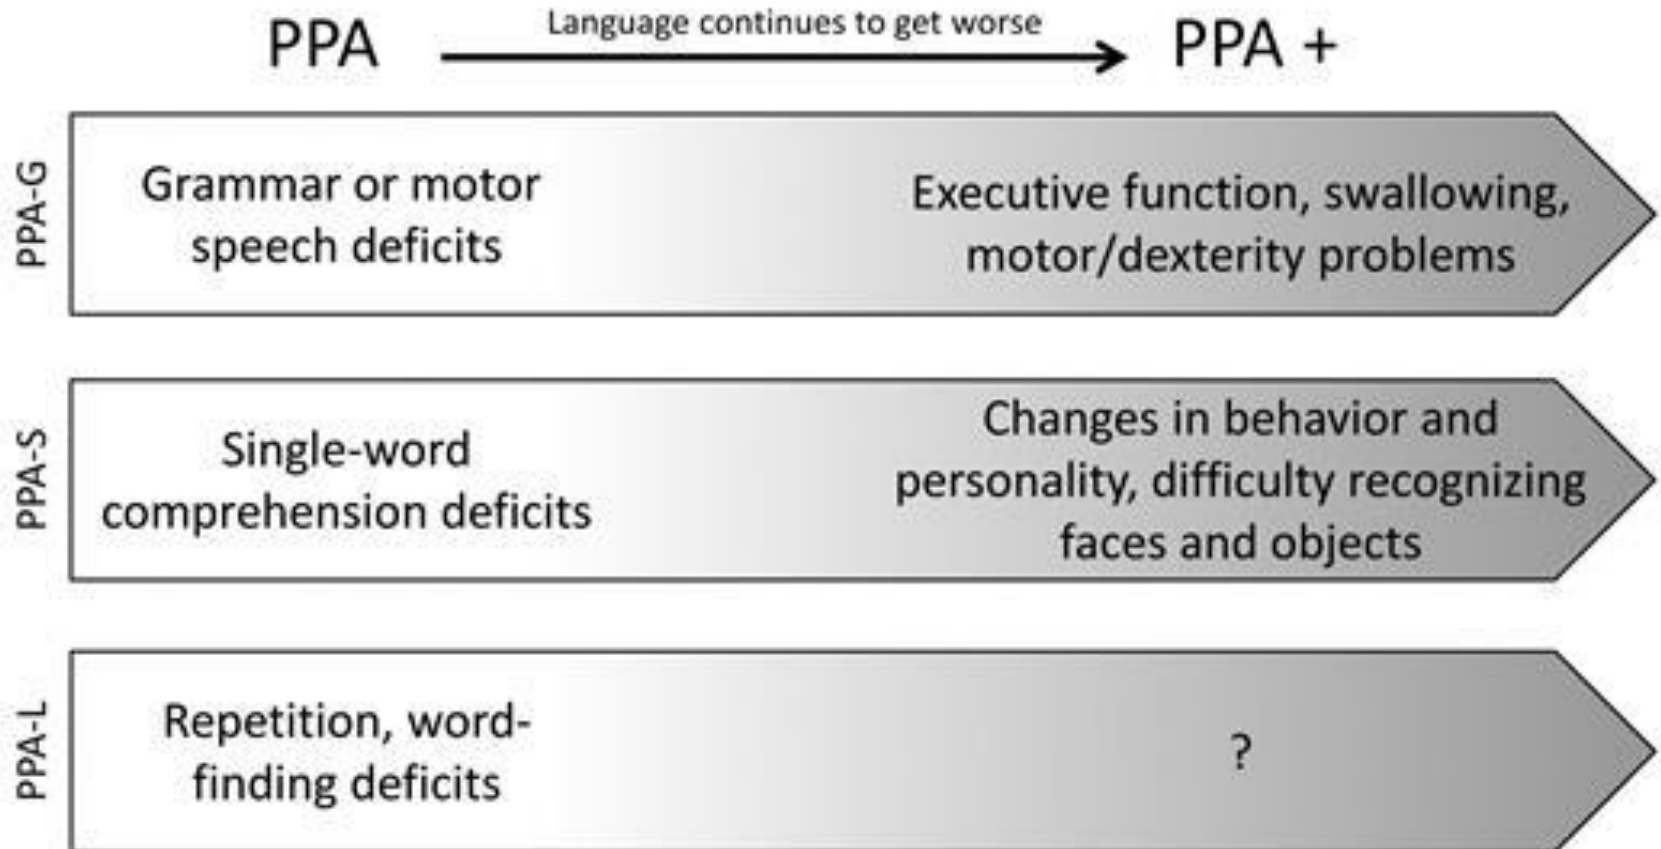 PPA
Language continues to get worse
PPA +
PPA-G
Grammar or motor
speech deficits
Executive function, swallowing,
motor/dexterity problems
PPA-S
Single-word
comprehension deficits
Changes in behavior and
personality, difficulty recognizing
faces and objects
PPA-L
Repetition, word-
finding deficits
?